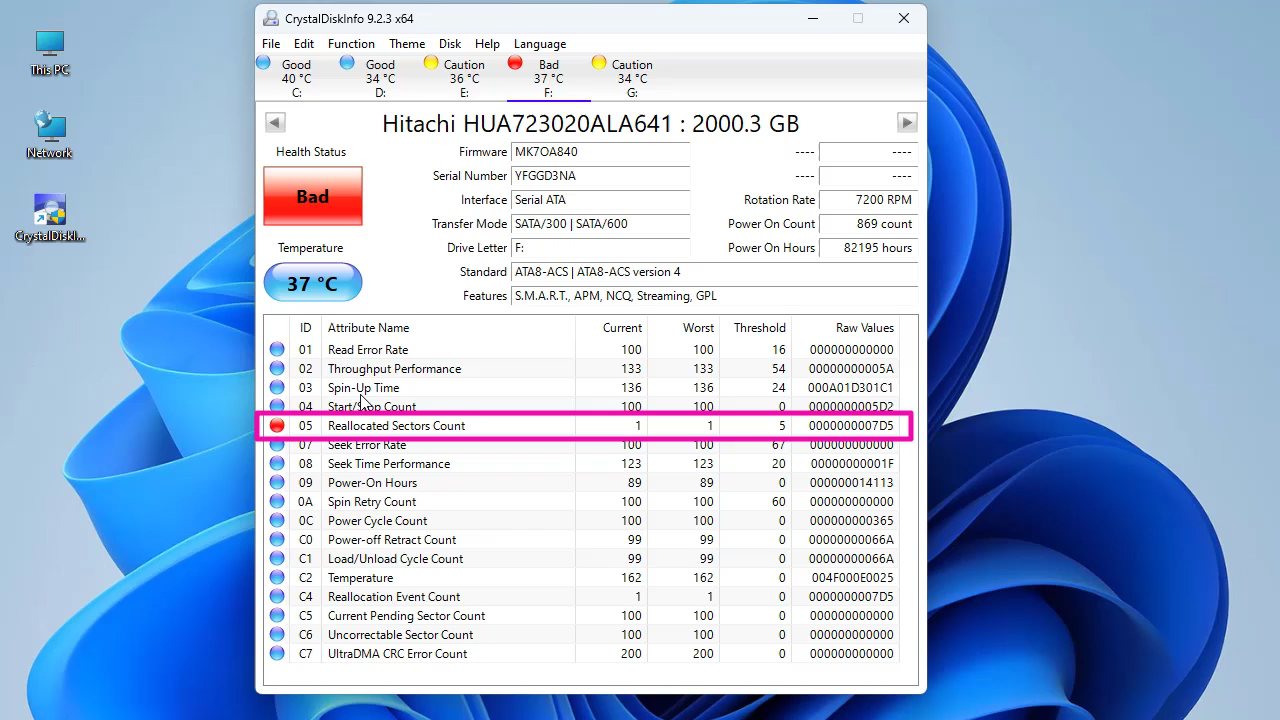 This PC
Network
CrystalDiskI...
CrystalDiskInfo 9.2.3 x64
File Edit Function Theme Disk Help Language
Good Good Caution Bad Caution
40 °C 34 °C 36 °C 37 °C 34 °C
C: D: E: F: G:
Hitachi HUA723020ALA641 : 2000.3 GB
Health Status
Bad
Temperature
37 °C
Firmware MK7OA840 ---- ----
Serial Number YFGGD3NA ---- ----
Interface Serial ATA Rotation Rate 7200 RPM
Transfer Mode SATA/300 | SATA/600 Power On Count 869 count
Drive Letter F: Power On Hours 82195 hours
Standard ATA8-ACS | ATA8-ACS version 4
Features S.M.A.R.T., APM, NCQ, Streaming, GPL
ID Attribute Name Current Worst Threshold Raw Values
01 Read Error Rate 100 100 16 000000000000
02 Throughput Performance 133 133 54 00000000005A
03 Spin-Up Time 136 136 24 000A01D301C1
04 Start/Stop Count 100 100 0 0000000005D2
05 Reallocated Sectors Count 1 1 5 0000000007D5
07 Seek Error Rate 100 100 67 000000000000
08 Seek Time Performance 123 123 20 00000000001F
09 Power-On Hours 89 89 0 000000014113
0A Spin Retry Count 100 100 60 000000000000
0C Power Cycle Count 100 100 0 000000000365
C0 Power-off Retract Count 99 99 0 00000000066A
C1 Load/Unload Cycle Count 99 99 0 00000000066A
C2 Temperature 162 162 0 004F000E0025
C4 Reallocation Event Count 1 1 0 0000000007D5
C5 Current Pending Sector Count 100 100 0 000000000000
C6 Uncorrectable Sector Count 100 100 0 000000000000
C7 UltraDMA CRC Error Count 200 200 0 000000000000